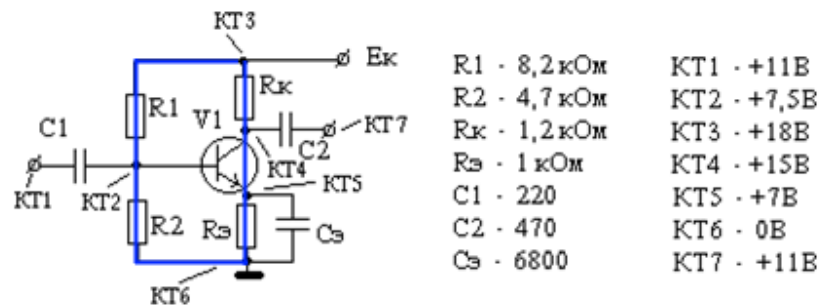 КТ3
Ек
R1
Rк
V1
C1
C2
КТ7
КТ4
КТ1
КТ2
КТ5
R2
Rэ
Cэ
КТ6
R1 - 8,2 кОм
R2 - 4,7 кОм
Rк - 1,2 кОм
Rэ - 1 кОм
C1 - 220
C2 - 470
Cэ - 6800
КТ1 - +11В
КТ2 - +7,5В
КТ3 - +18В
КТ4 - +15В
КТ5 - +7В
КТ6 - 0В
КТ7 - +11В